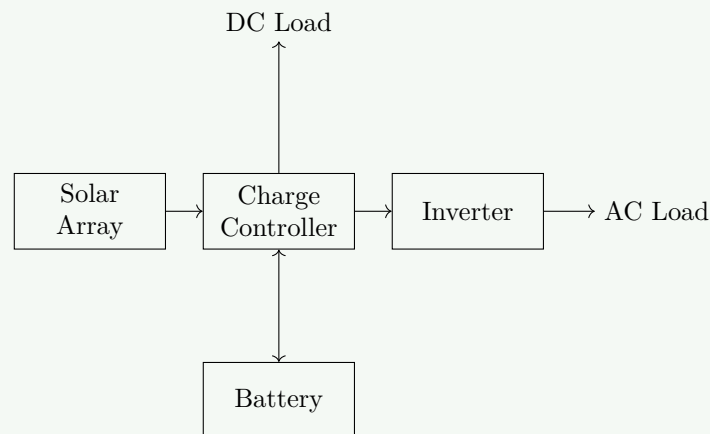 DC Load
Solar
Array
Charge
Controller
Inverter
AC Load
Battery